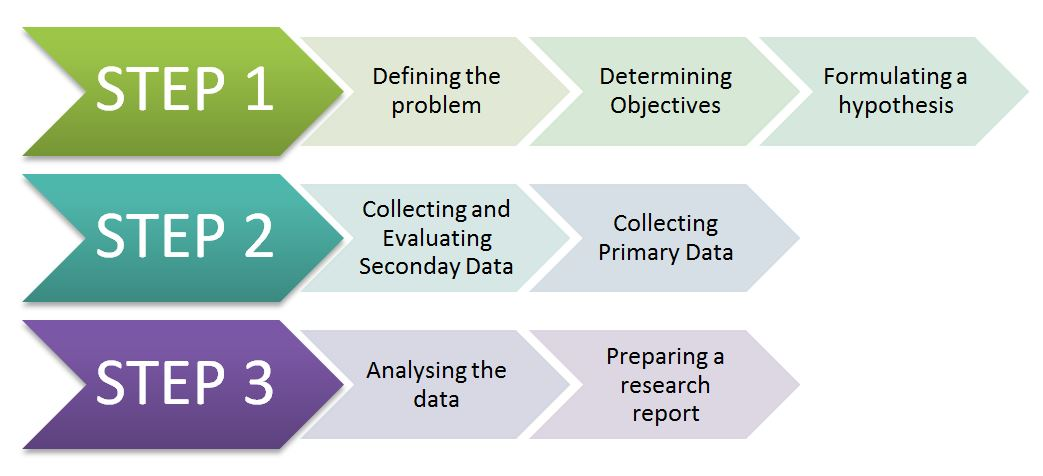 STEP 1
Defining the
problem
Determining
Objectives
Formulating a
hypothesis
STEP 2
Collecting and
Evaluating
Seconday Data
Collecting
Primary Data
STEP 3
Analysing the
data
Preparing a
research
report